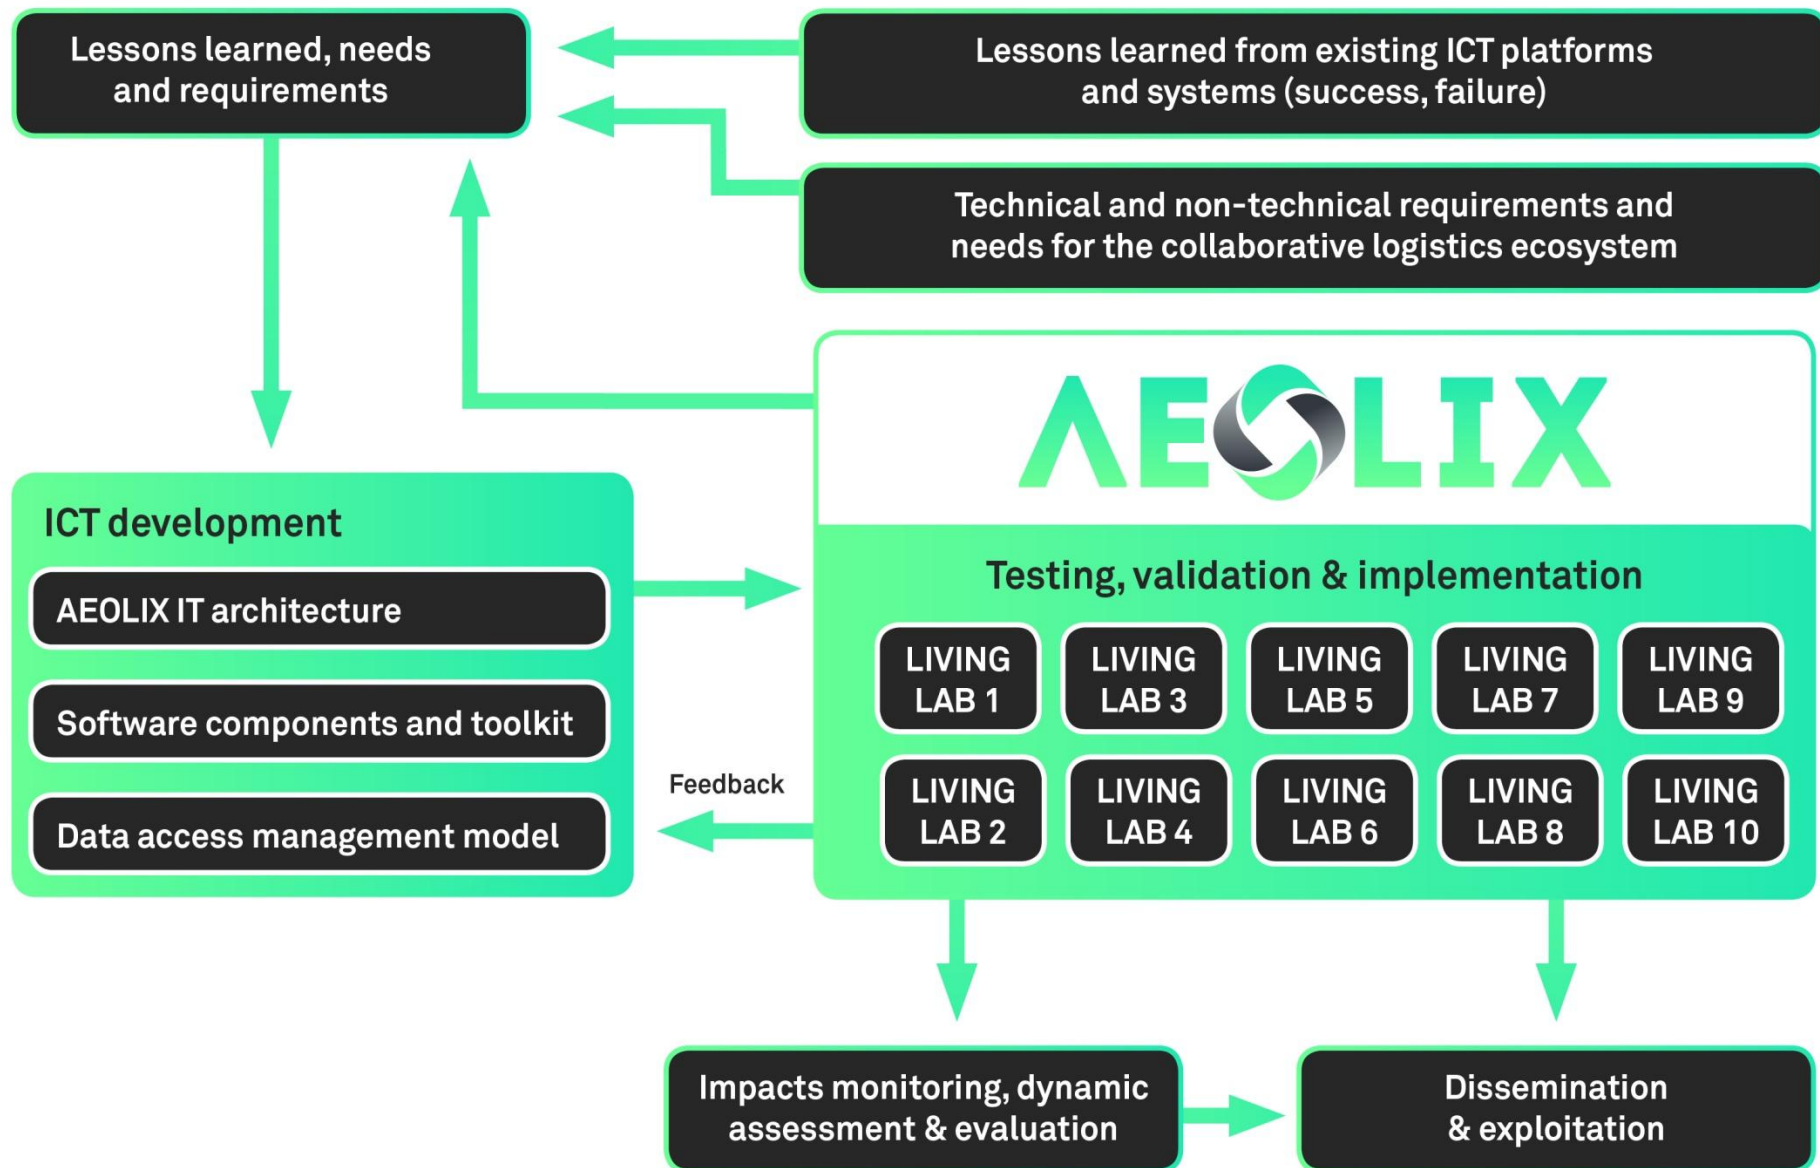 Lessons learned, needs
and requirements
Lessons learned from existing ICT platforms
and systems (success, failure)
Technical and non-technical requirements and
needs for the collaborative logistics ecosystem
AEOLIX
ICT development
AEOLIX IT architecture
Software components and toolkit
Data access management model
Feedback
Testing, validation & implementation
LIVING
LAB 1
LIVING
LAB 3
LIVING
LAB 5
LIVING
LAB 7
LIVING
LAB 9
LIVING
LAB 2
LIVING
LAB 4
LIVING
LAB 6
LIVING
LAB 8
LIVING
LAB 10
Impacts monitoring, dynamic
assessment & evaluation
Dissemination
& exploitation